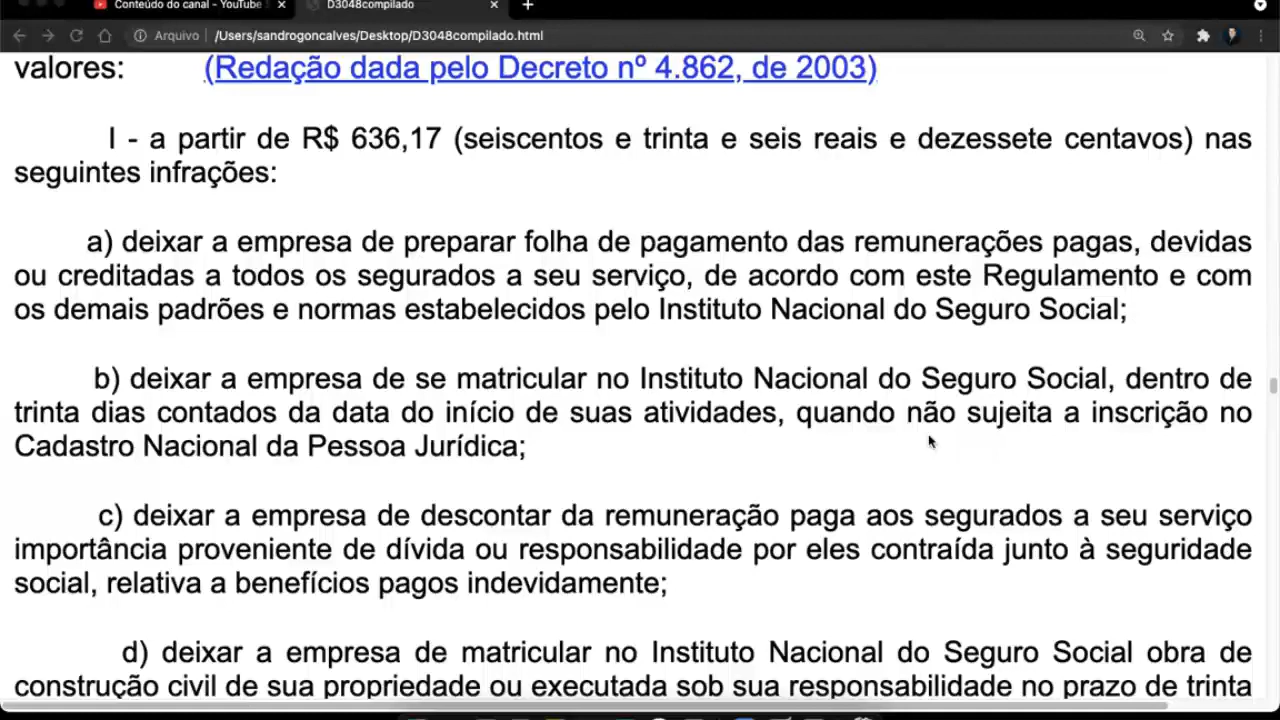 Conteúdo do canal - YouTube
D3048compilado
Arquivo
/Users/sandrogoncalves/Desktop/D3048compilado.html
valores: (Redação dada pelo Decreto nº 4.862, de 2003)
I - a partir de R$ 636,17 (seiscentos e trinta e seis reais e dezessete centavos) nas
seguintes infrações:
a) deixar a empresa de preparar folha de pagamento das remunerações pagas, devidas
ou creditadas a todos os segurados a seu serviço, de acordo com este Regulamento e com
os demais padrões e normas estabelecidos pelo Instituto Nacional do Seguro Social;
b) deixar a empresa de se matricular no Instituto Nacional do Seguro Social, dentro de
trinta dias contados da data do início de suas atividades, quando não sujeita a inscrição no
Cadastro Nacional da Pessoa Jurídica;
c) deixar a empresa de descontar da remuneração paga aos segurados a seu serviço
importância proveniente de dívida ou responsabilidade por eles contraída junto à seguridade
social, relativa a benefícios pagos indevidamente;
d) deixar a empresa de matricular no Instituto Nacional do Seguro Social obra de
construção civil de sua propriedade ou executada sob sua responsabilidade no prazo de trinta